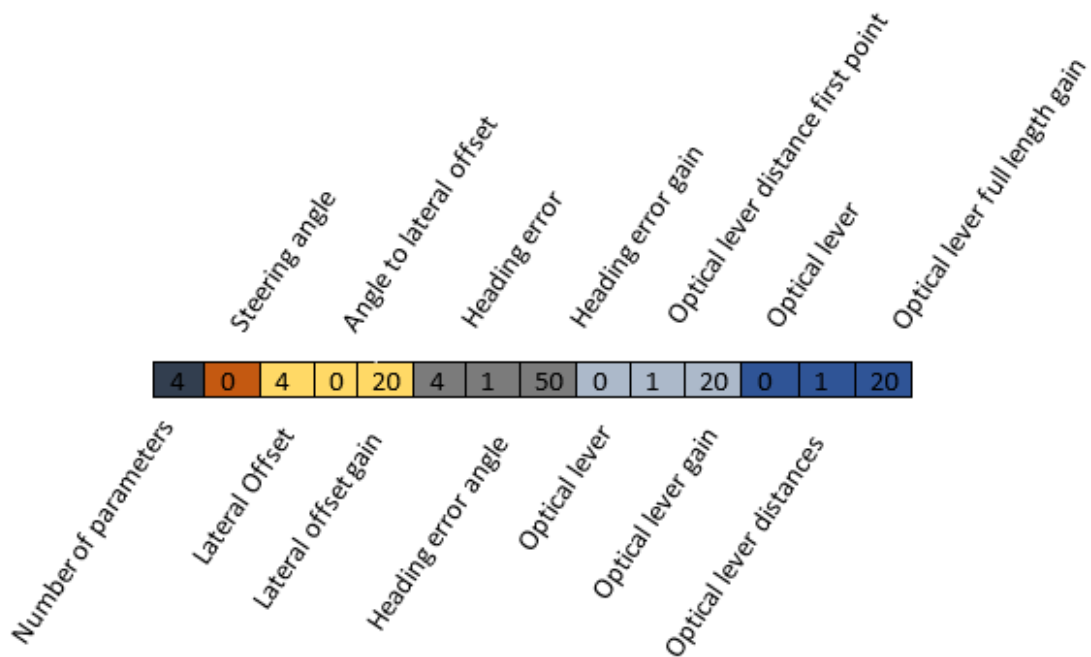 Steering angle
Angle to lateral offset
Heading error
Heading error gain
Optical lever distance first point
Optical lever
Optical lever full length gain
4 0 4 0 20 4 1 50 0 1 20 0 1 20
Number of parameters
Lateral Offset
Lateral offset gain
Heading error angle
Optical lever
Optical lever gain
Optical lever distances